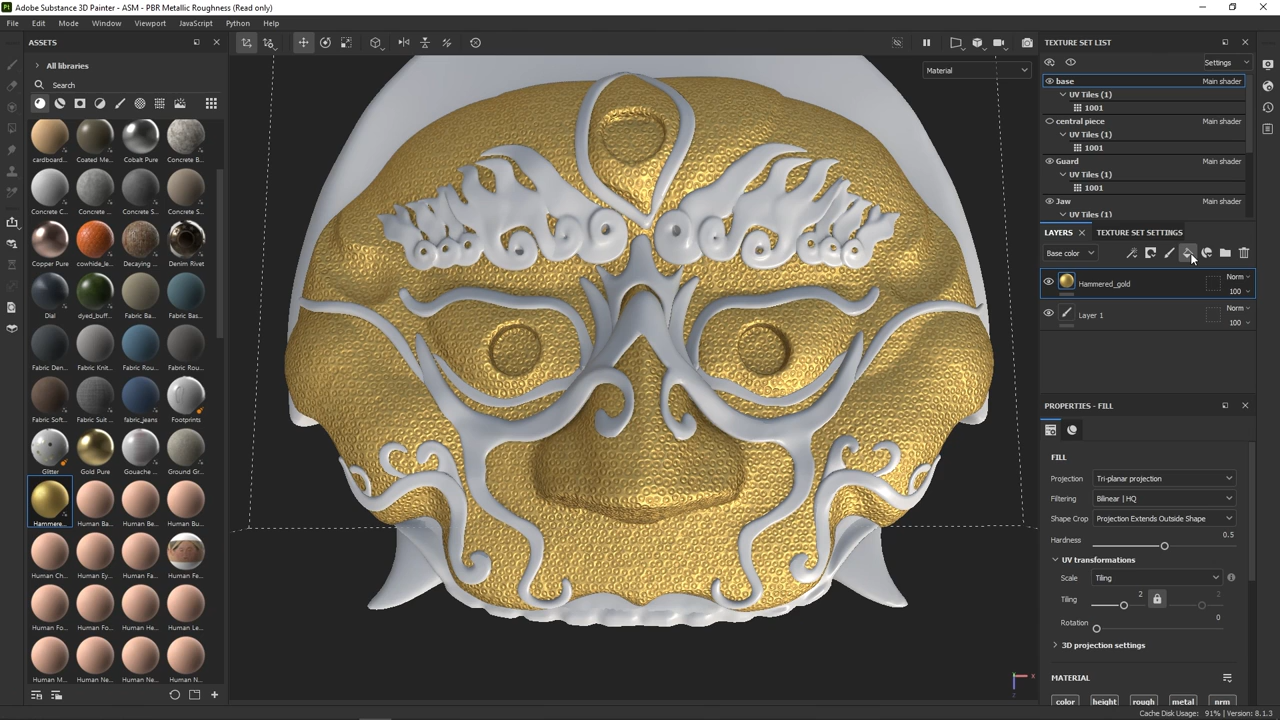 Pt Adobe Substance 3D Painter - ASM - PBR Metallic Roughness (Read only)
File Edit Mode Window Viewport JavaScript Python Help
ASSETS
All libraries
Search
cardboard... Coated Me... Cobalt Pure Concrete B...
Concrete C... Concrete ... Concrete S... Concrete ...
Copper Pure cowhide_le... Decaying ... Denim Rivet
Dial dyed_buff... Fabric Ba... Fabric Bas...
Fabric Den... Fabric Knit... Fabric Rou... Fabric Rou...
Fabric Soft... Fabric Suit ... fabric_jeans Footprints
Glitter Gold Pure Gouache ... Ground Gr...
Hammere... Human Ba... Human Be... Human Bu...
Human Ch... Human Ey... Human Fa... Human Fe...
Human Fo... Human Fo... Human He... Human Le...
Human M... Human Ne... Human Ne... Human N...
Material
TEXTURE SET LIST
Settings
base Main shader
UV Tiles (1)
1001
central piece Main shader
UV Tiles (1)
1001
Guard Main shader
UV Tiles (1)
1001
Jaw Main shader
UV Tiles (1)
LAYERS TEXTURE SET SETTINGS
Base color
Hammered_gold Norm
100
Layer 1 Norm
100
PROPERTIES - FILL
FILL
Projection Tri-planar projection
Filtering Bilinear | HQ
Shape Crop Projection Extends Outside Shape
Hardness 0.5
UV transformations
Scale Tiling
Tiling 2 2
Rotation 0
3D projection settings
MATERIAL
color height rough metal nrm
Cache Disk Usage: 91% | Version: 8.1.3